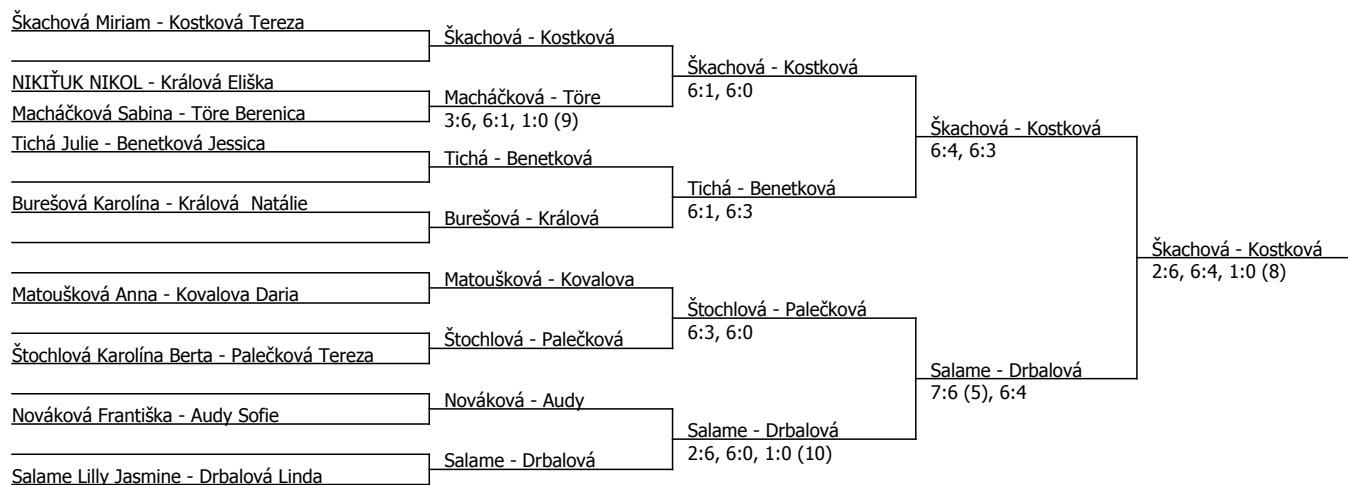 Škachová Miriam - Kostková Tereza
NIKIŤUK NIKOL - Králová Eliška
Macháčková Sabina - Töre Berenica
Tichá Julie - Benetková Jessica
Burešová Karolína - Králová  Natálie
Matoušková Anna - Kovalova Daria
Štochlová Karolína Berta - Palečková Tereza
Nováková Františka - Audy Sofie
Salame Lilly Jasmine - Drbalová Linda
Škachová - Kostková
Macháčková - Töre
3:6, 6:1, 1:0 (9)
Tichá - Benetková
Burešová - Králová
Matoušková - Kovalova
Štochlová - Palečková
Nováková - Audy
Salame - Drbalová
Škachová - Kostková
6:1, 6:0
Tichá - Benetková
6:1, 6:3
Štochlová - Palečková
6:3, 6:0
Salame - Drbalová
2:6, 6:0, 1:0 (10)
Škachová - Kostková
6:4, 6:3
Salame - Drbalová
7:6 (5), 6:4
Škachová - Kostková
2:6, 6:4, 1:0 (8)